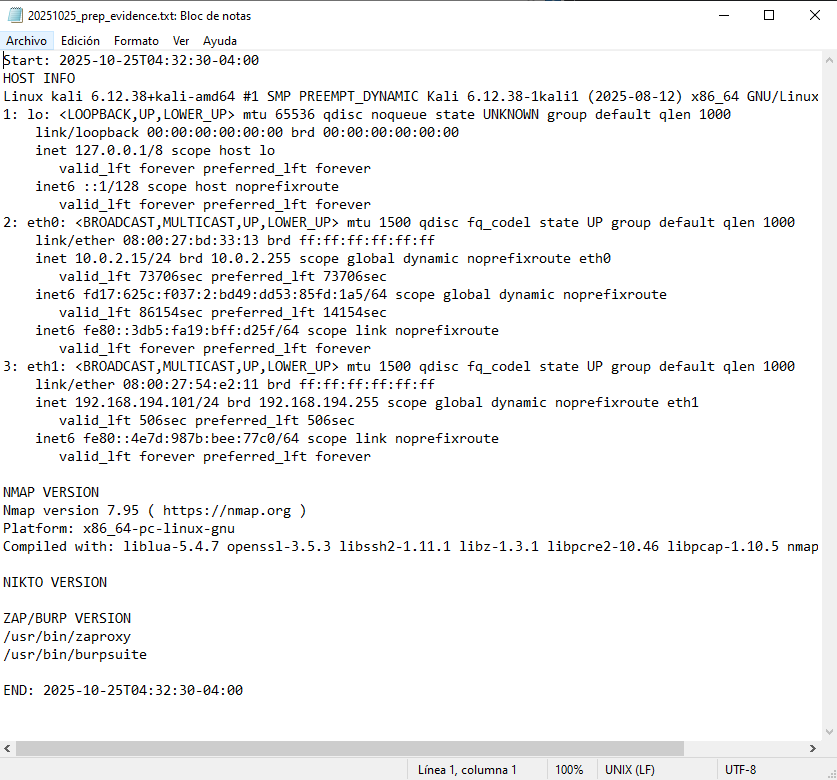 20251025_prep_evidence.txt: Bloc de notas
Archivo Edición Formato Ver Ayuda
Start: 2025-10-25T04:32:30-04:00
HOST INFO
Linux kali 6.12.38+kali-amd64 #1 SMP PREEMPT_DYNAMIC Kali 6.12.38-1kali1 (2025-08-12) x86_64 GNU/Linux
1: lo: <LOOPBACK,UP,LOWER_UP> mtu 65536 qdisc noqueue state UNKNOWN group default qlen 1000
    link/loopback 00:00:00:00:00:00 brd 00:00:00:00:00:00
    inet 127.0.0.1/8 scope host lo
       valid_lft forever preferred_lft forever
    inet6 ::1/128 scope host noprefixroute
       valid_lft forever preferred_lft forever
2: eth0: <BROADCAST,MULTICAST,UP,LOWER_UP> mtu 1500 qdisc fq_codel state UP group default qlen 1000
    link/ether 08:00:27:bd:33:13 brd ff:ff:ff:ff:ff:ff
    inet 10.0.2.15/24 brd 10.0.2.255 scope global dynamic noprefixroute eth0
       valid_lft 73706sec preferred_lft 73706sec
    inet6 fd17:625c:f037:2:bd49:dd53:85fd:1a5/64 scope global dynamic noprefixroute
       valid_lft 86154sec preferred_lft 14154sec
    inet6 fe80::3db5:fa19:bff:d25f/64 scope link noprefixroute
       valid_lft forever preferred_lft forever
3: eth1: <BROADCAST,MULTICAST,UP,LOWER_UP> mtu 1500 qdisc fq_codel state UP group default qlen 1000
    link/ether 08:00:27:54:e2:11 brd ff:ff:ff:ff:ff:ff
    inet 192.168.194.101/24 brd 192.168.194.255 scope global dynamic noprefixroute eth1
       valid_lft 506sec preferred_lft 506sec
    inet6 fe80::4e7d:987b:bee:77c0/64 scope link noprefixroute
       valid_lft forever preferred_lft forever
NMAP VERSION
Nmap version 7.95 ( https://nmap.org )
Platform: x86_64-pc-linux-gnu
Compiled with: liblua-5.4.7 openssl-3.5.3 libssh2-1.11.1 libz-1.3.1 libpcre2-10.46 libpcap-1.10.5 nmap
NIKTO VERSION
ZAP/BURP VERSION
/usr/bin/zaproxy
/usr/bin/burpsuite
END: 2025-10-25T04:32:30-04:00
Línea 1, columna 1 100% UNIX (LF) UTF-8